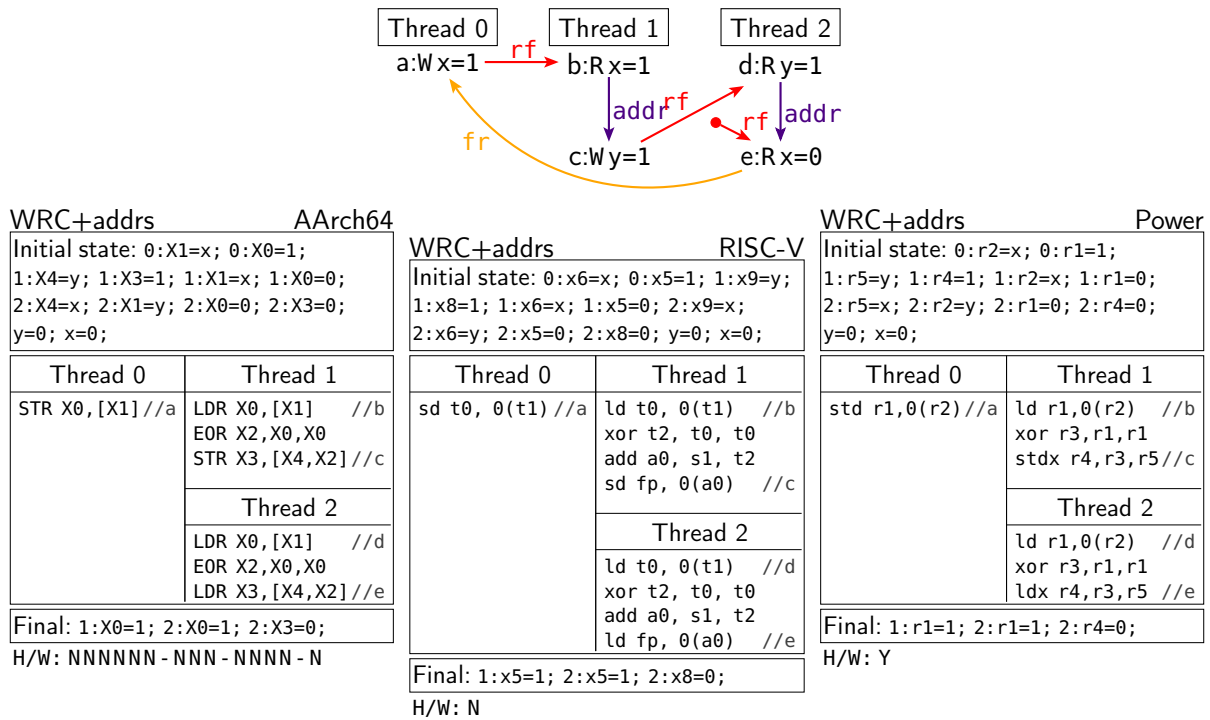 Thread 0 Thread 1 Thread 2
a:W x=1 rf b:R x=1 d:R y=1
addr rf rf addr
fr
c:W y=1 e:R x=0
WRC+addrs AArch64
Initial state: 0:X1=x; 0:X0=1;
1:X4=y; 1:X3=1; 1:X1=x; 1:X0=0;
2:X4=x; 2:X1=y; 2:X0=0; 2:X3=0;
y=0; x=0;
Thread 0 Thread 1
STR X0,[X1]//a LDR X0,[X1] //b
EOR X2,X0,X0
STR X3,[X4,X2]//c
Thread 2
LDR X0,[X1] //d
EOR X2,X0,X0
LDR X3,[X4,X2]//e
Final: 1:X0=1; 2:X0=1; 2:X3=0;
H/W: NNNNNN-NNN-NNNN-N
WRC+addrs RISC-V
Initial state: 0:x6=x; 0:x5=1; 1:x9=y;
1:x8=1; 1:x6=x; 1:x5=0; 2:x9=x;
2:x6=y; 2:x5=0; 2:x8=0; y=0; x=0;
Thread 0 Thread 1
sd t0, 0(t1)//a ld t0, 0(t1) //b
xor t2, t0, t0
add a0, s1, t2
sd fp, 0(a0) //c
Thread 2
ld t0, 0(t1) //d
xor t2, t0, t0
add a0, s1, t2
ld fp, 0(a0) //e
Final: 1:x5=1; 2:x5=1; 2:x8=0;
H/W: N
WRC+addrs Power
Initial state: 0:r2=x; 0:r1=1;
1:r5=y; 1:r4=1; 1:r2=x; 1:r1=0;
2:r5=x; 2:r2=y; 2:r1=0; 2:r4=0;
y=0; x=0;
Thread 0 Thread 1
std r1,0(r2)//a ld r1,0(r2) //b
xor r3,r1,r1
stdx r4,r3,r5//c
Thread 2
ld r1,0(r2) //d
xor r3,r1,r1
ldx r4,r3,r5 //e
Final: 1:r1=1; 2:r1=1; 2:r4=0;
H/W: Y